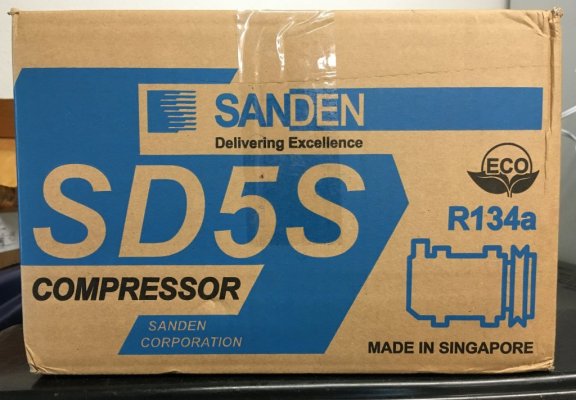 SANDEN
Delivering Excellence
SD5S
COMPRESSOR
SANDEN
CORPORATION
ECO
R134a
MADE IN SINGAPORE